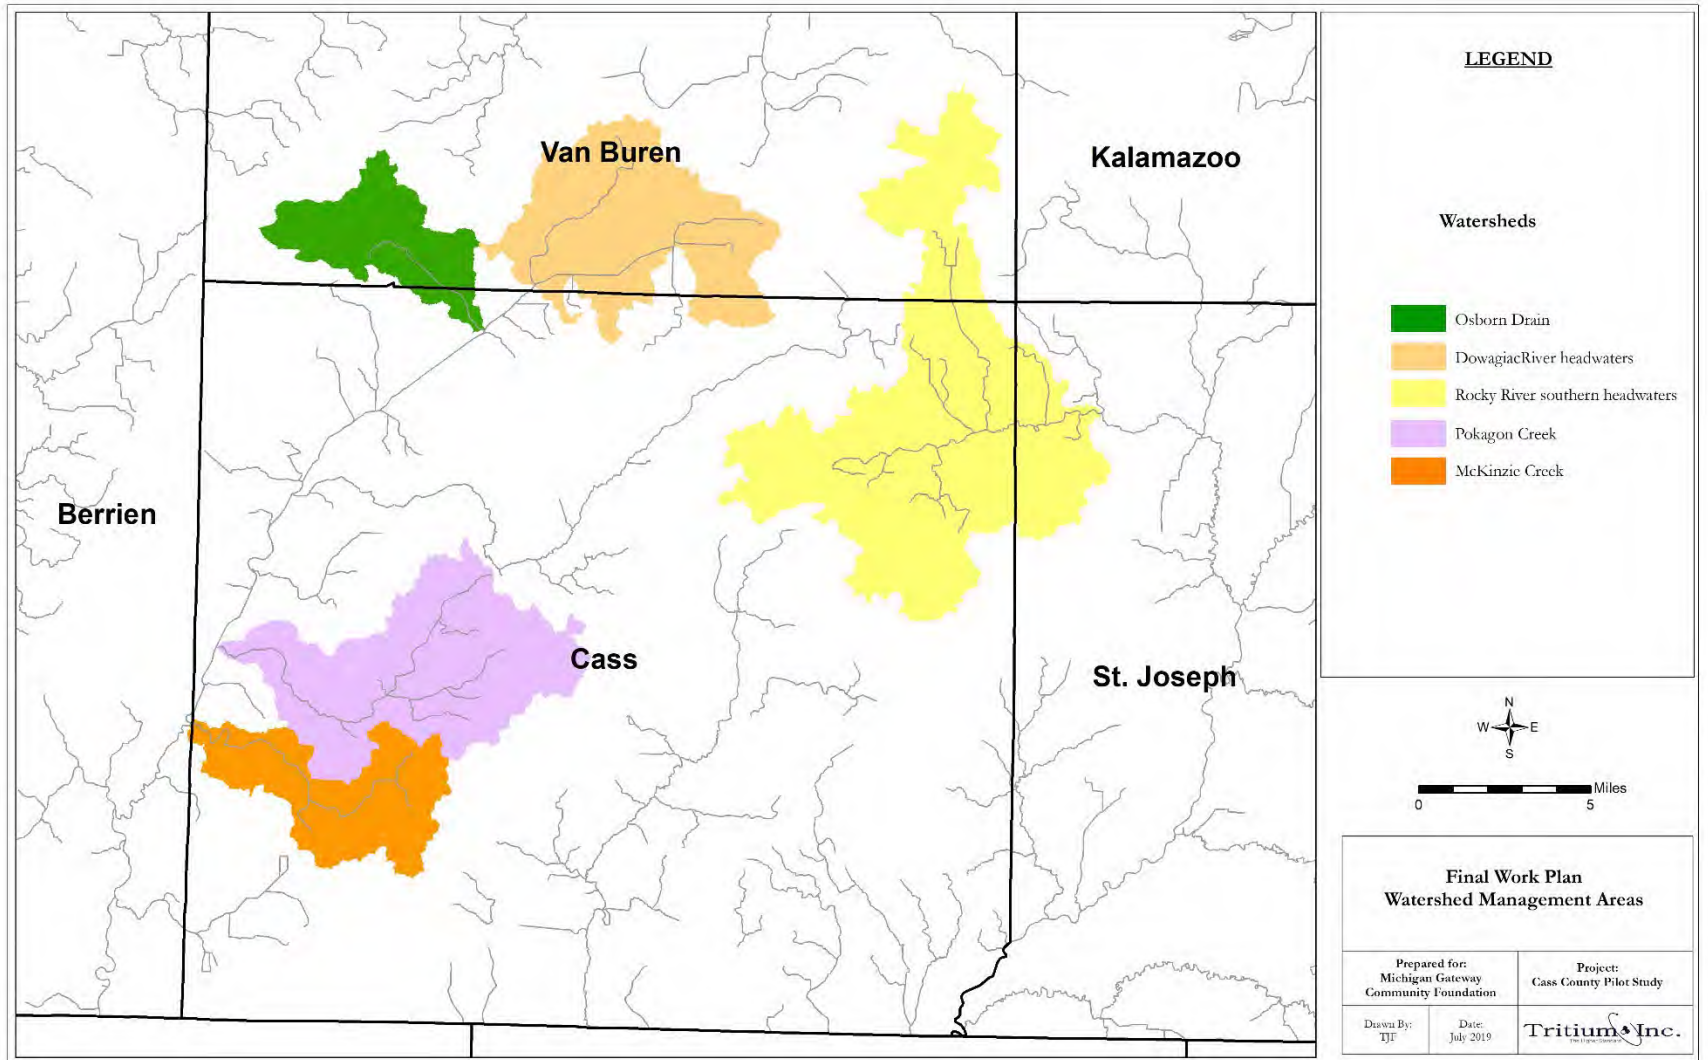 Van Buren
Kalamazoo
Berrien
Cass
St. Joseph
LEGEND
Watersheds
Osborn Drain
DowagiacRiver headwaters
Rocky River southern headwaters
Pokagon Creek
McKinzie Creek
N
W E
S
Miles
0 5
Final Work Plan
Watershed Management Areas
Prepared for:
Michigan Gateway
Community Foundation
Project:
Cass County Pilot Study
Drawn By:
TJF
Date:
July 2019
Tritium Inc.